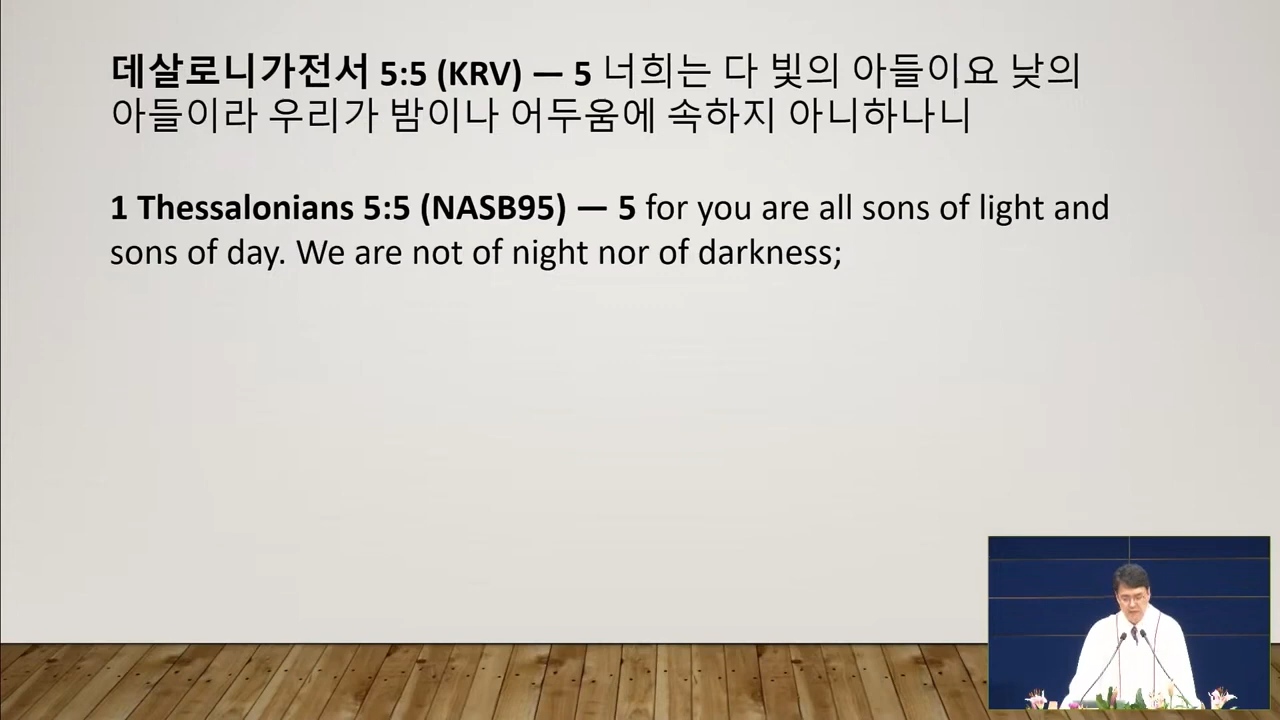 데살로니가전서 5:5 (KRV) — 5 너희는 다 빛의 아들이요 낮의
아들이라 우리가 밤이나 어두움에 속하지 아니하나니
1 Thessalonians 5:5 (NASB95) — 5 for you are all sons of light and
sons of day. We are not of night nor of darkness;